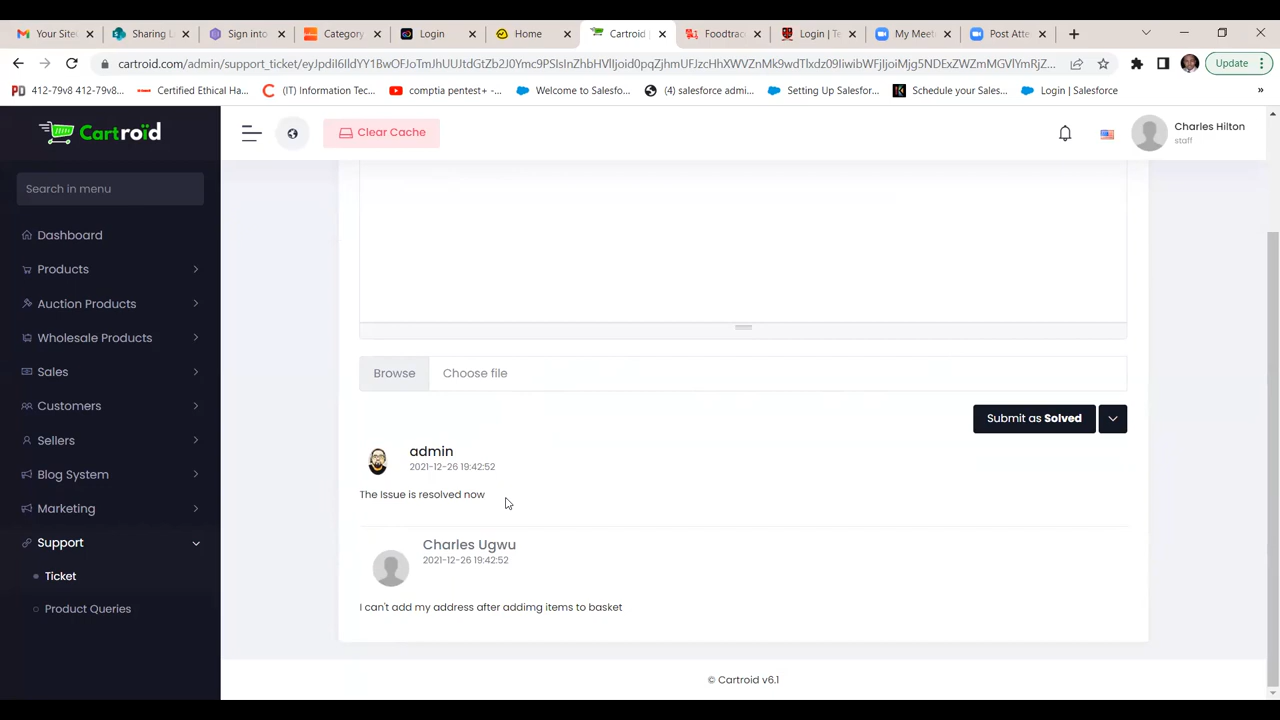 Your Site
Sharing L
Sign into
Category
Login
Home
Cartroid |
Foodtrac
Login | T
My Meet
Post Atte
cartroid.com/admin/support_ticket/
Update
412-79v8 412-79v8...
Certified Ethical Ha...
(IT) Information Tec...
comptia pentest+ -...
Welcome to Salesfo...
(4) salesforce admi...
Setting Up Salesfor...
Schedule your Sales...
Login | Salesforce
»
Cartroid
Clear Cache
Charles Hilton
staff
Search in menu
Dashboard
Products
Auction Products
Wholesale Products
Sales
Customers
Sellers
Blog System
Marketing
Support
Ticket
Product Queries
Browse
Choose file
Submit as Solved
admin
2021-12-26 19:42:52
The Issue is resolved now
Charles Ugwu
2021-12-26 19:42:52
I can't add my address after addimg items to basket
© Cartroid v6.1